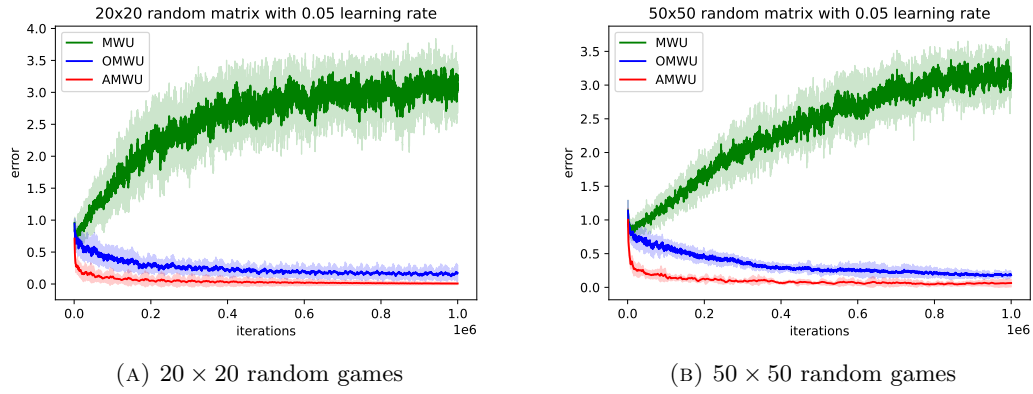 20x20 random matrix with 0.05 learning rate
4.0
3.5
3.0
2.5
2.0
1.5
1.0
0.5
0.0
error
MWU
OMWU
AMWU
0.0 0.2 0.4 0.6 0.8 1.0
1e6
iterations
(A) 20 × 20 random games
50x50 random matrix with 0.05 learning rate
3.5
3.0
2.5
2.0
1.5
1.0
0.5
0.0
error
MWU
OMWU
AMWU
0.0 0.2 0.4 0.6 0.8 1.0
1e6
iterations
(B) 50 × 50 random games